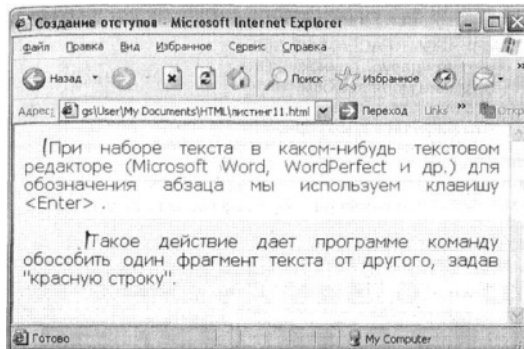 Создание отступов - Microsoft Internet Explorer
Файл Правка Вид Избранное Сервис Справка
Назад Поиск Избранное
Адрес: gs\User\My Documents\HTML\листинг11.html Переход Links
При наборе текста в каком-нибудь текстовом
редакторе (Microsoft Word, WordPerfect и др.) для
обозначения абзаца мы используем клавишу
<Enter> .
Такое действие дает программе команду
обособить один фрагмент текста от другого, задав
"красную строку".
Готово My Computer